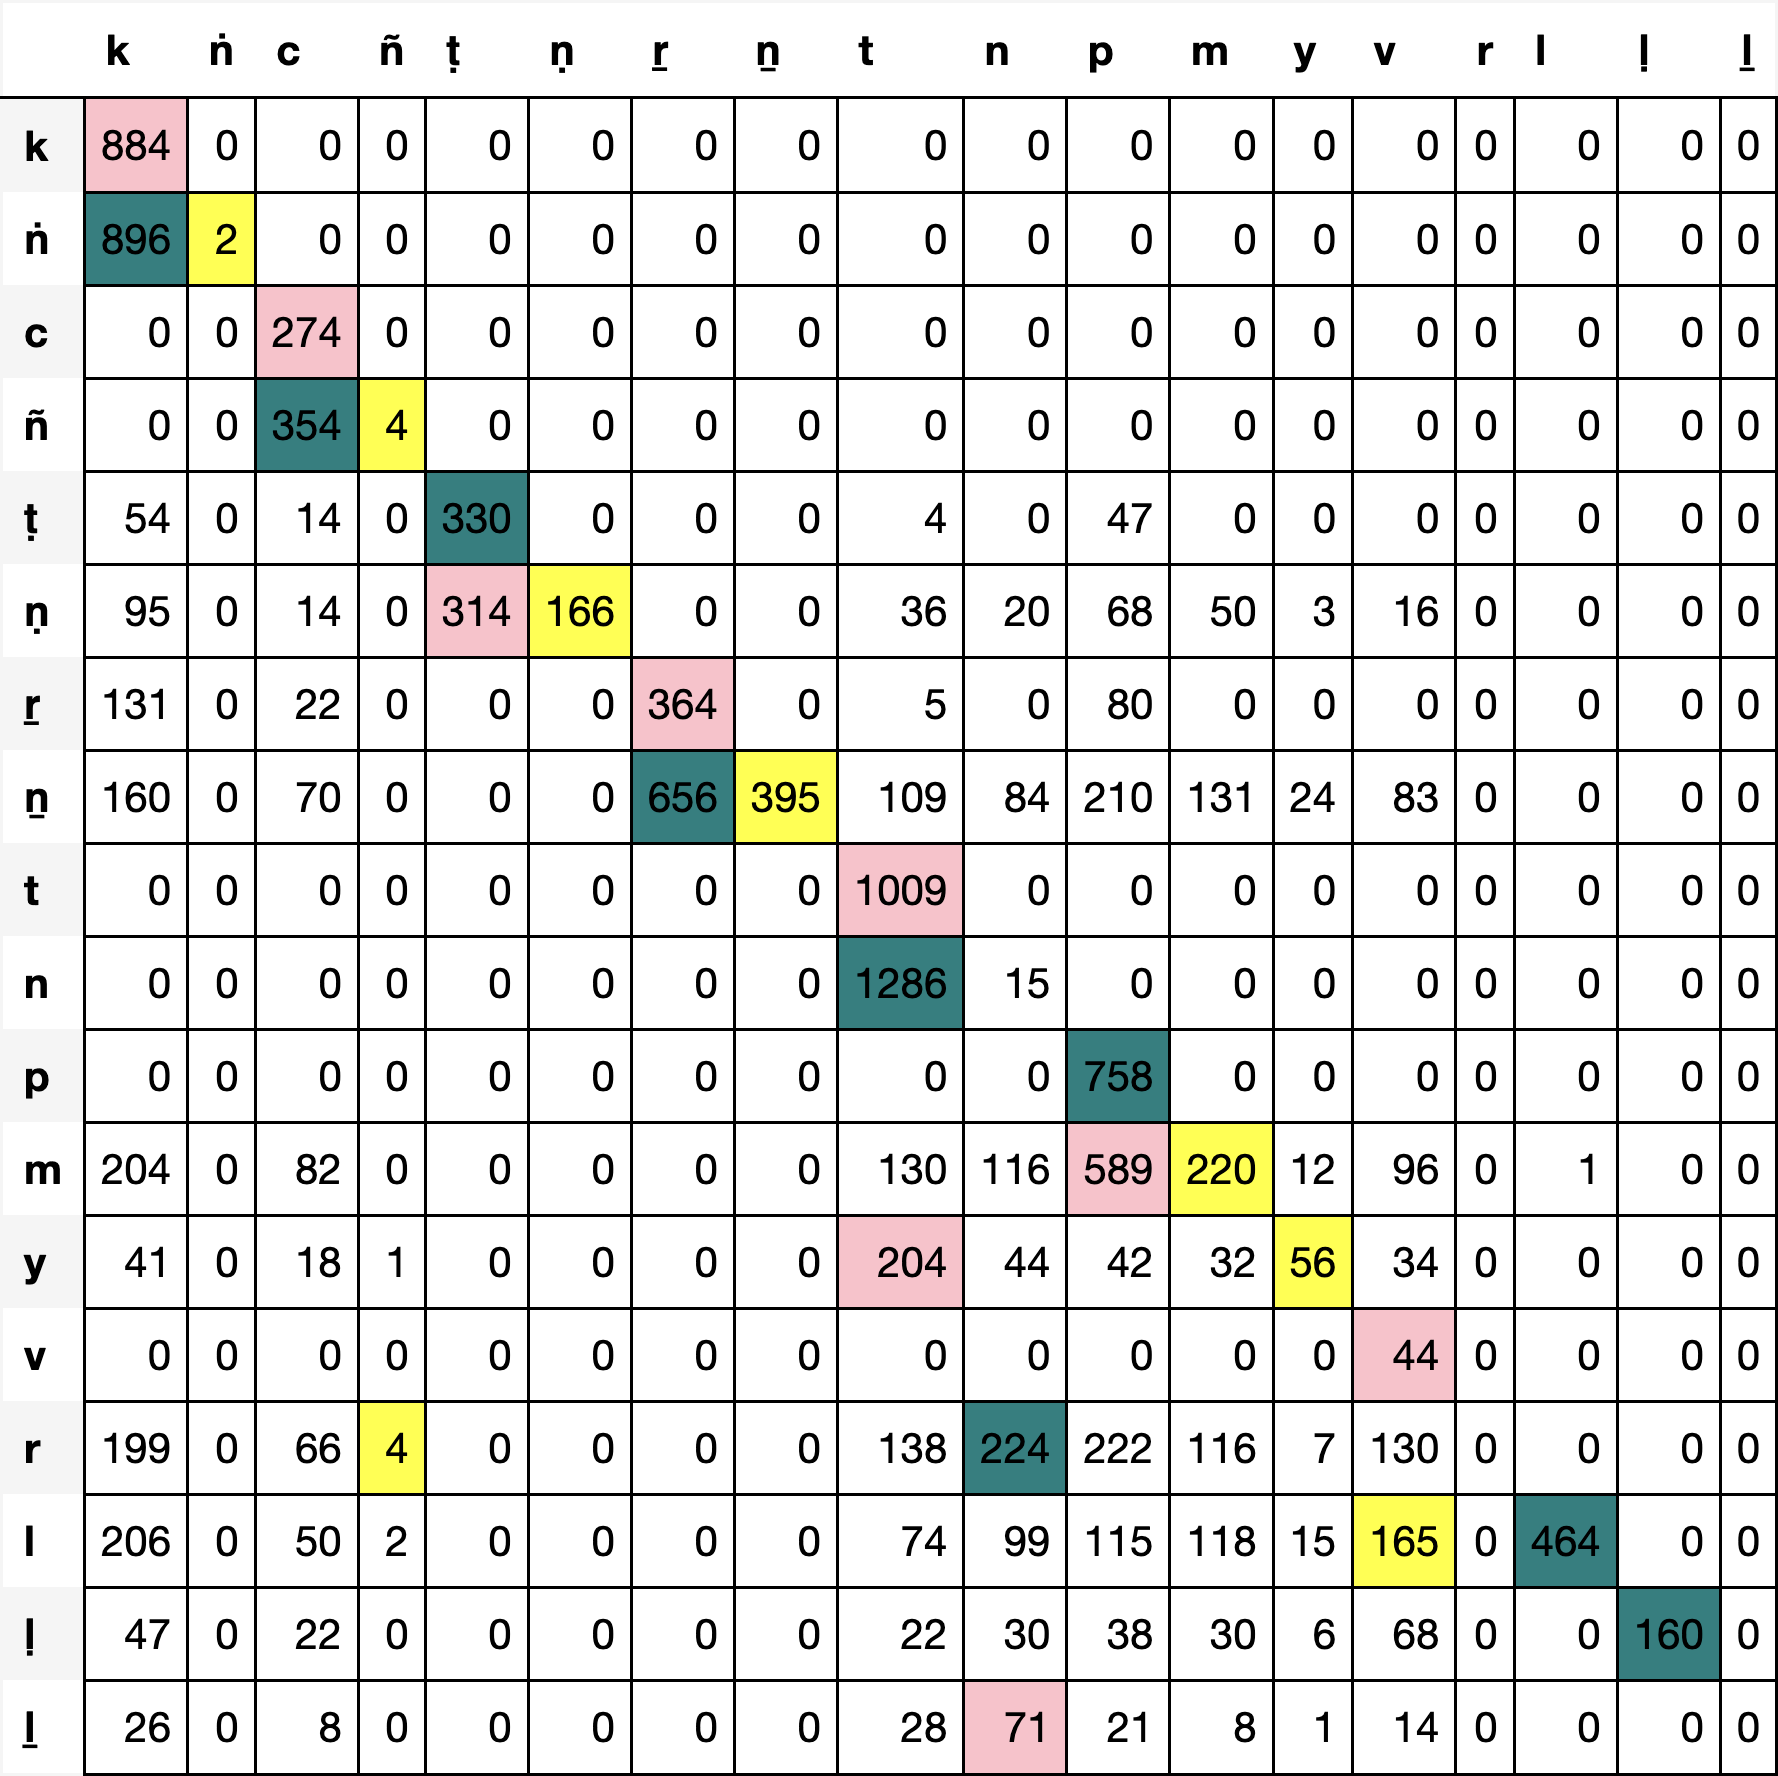 k ṅ c ñ ṭ ṇ ṟ ṉ t n p m y v r l ḷ ḻ
k 884 0 0 0 0 0 0 0 0 0 0 0 0 0 0 0 0 0
ṅ 896 2 0 0 0 0 0 0 0 0 0 0 0 0 0 0 0 0
c 0 0 274 0 0 0 0 0 0 0 0 0 0 0 0 0 0 0
ñ 0 0 354 4 0 0 0 0 0 0 0 0 0 0 0 0 0 0
ṭ 54 0 14 0 330 0 0 0 4 0 47 0 0 0 0 0 0 0
ṇ 95 0 14 0 314 166 0 0 36 20 68 50 3 16 0 0 0 0
ṟ 131 0 22 0 0 0 364 0 5 0 80 0 0 0 0 0 0 0
ṉ 160 0 70 0 0 0 656 395 109 84 210 131 24 83 0 0 0 0
t 0 0 0 0 0 0 0 0 1009 0 0 0 0 0 0 0 0 0
n 0 0 0 0 0 0 0 0 1286 15 0 0 0 0 0 0 0 0
p 0 0 0 0 0 0 0 0 0 0 758 0 0 0 0 0 0 0
m 204 0 82 0 0 0 0 0 130 116 589 220 12 96 0 1 0 0
y 41 0 18 1 0 0 0 0 204 44 42 32 56 34 0 0 0 0
v 0 0 0 0 0 0 0 0 0 0 0 0 0 44 0 0 0 0
r 199 0 66 4 0 0 0 0 138 224 222 116 7 130 0 0 0 0
l 206 0 50 2 0 0 0 0 74 99 115 118 15 165 0 464 0 0
ḷ 47 0 22 0 0 0 0 0 22 30 38 30 6 68 0 0 160 0
ḻ 26 0 8 0 0 0 0 0 28 71 21 8 1 14 0 0 0 0